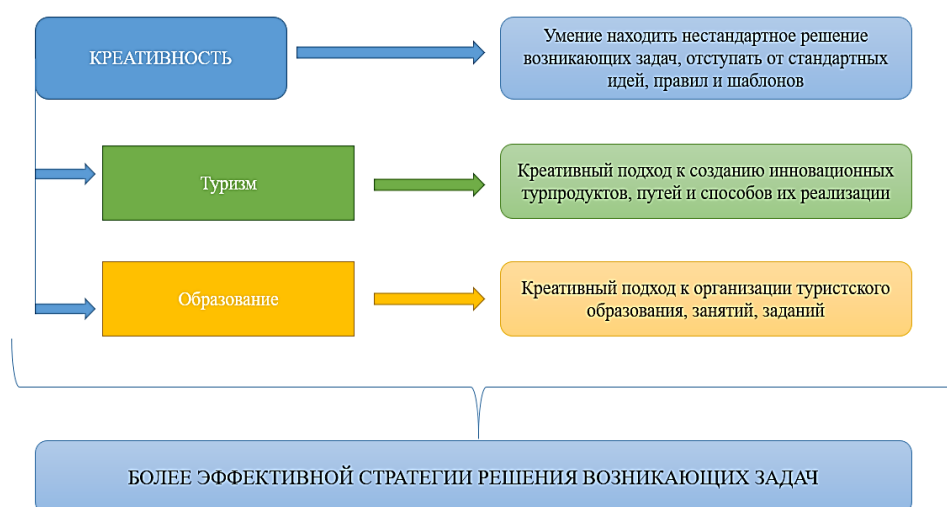 КРЕАТИВНОСТЬ
Умение находить нестандартное решение
возникающих задач, отступать от стандартных
идей, правил и шаблонов
Туризм
Креативный подход к созданию инновационных
турпродуктов, путей и способов их реализации
Образование
Креативный подход к организации туристского
образования, занятий, заданий
БОЛЕЕ ЭФФЕКТИВНОЙ СТРАТЕГИИ РЕШЕНИЯ ВОЗНИКАЮЩИХ ЗАДАЧ